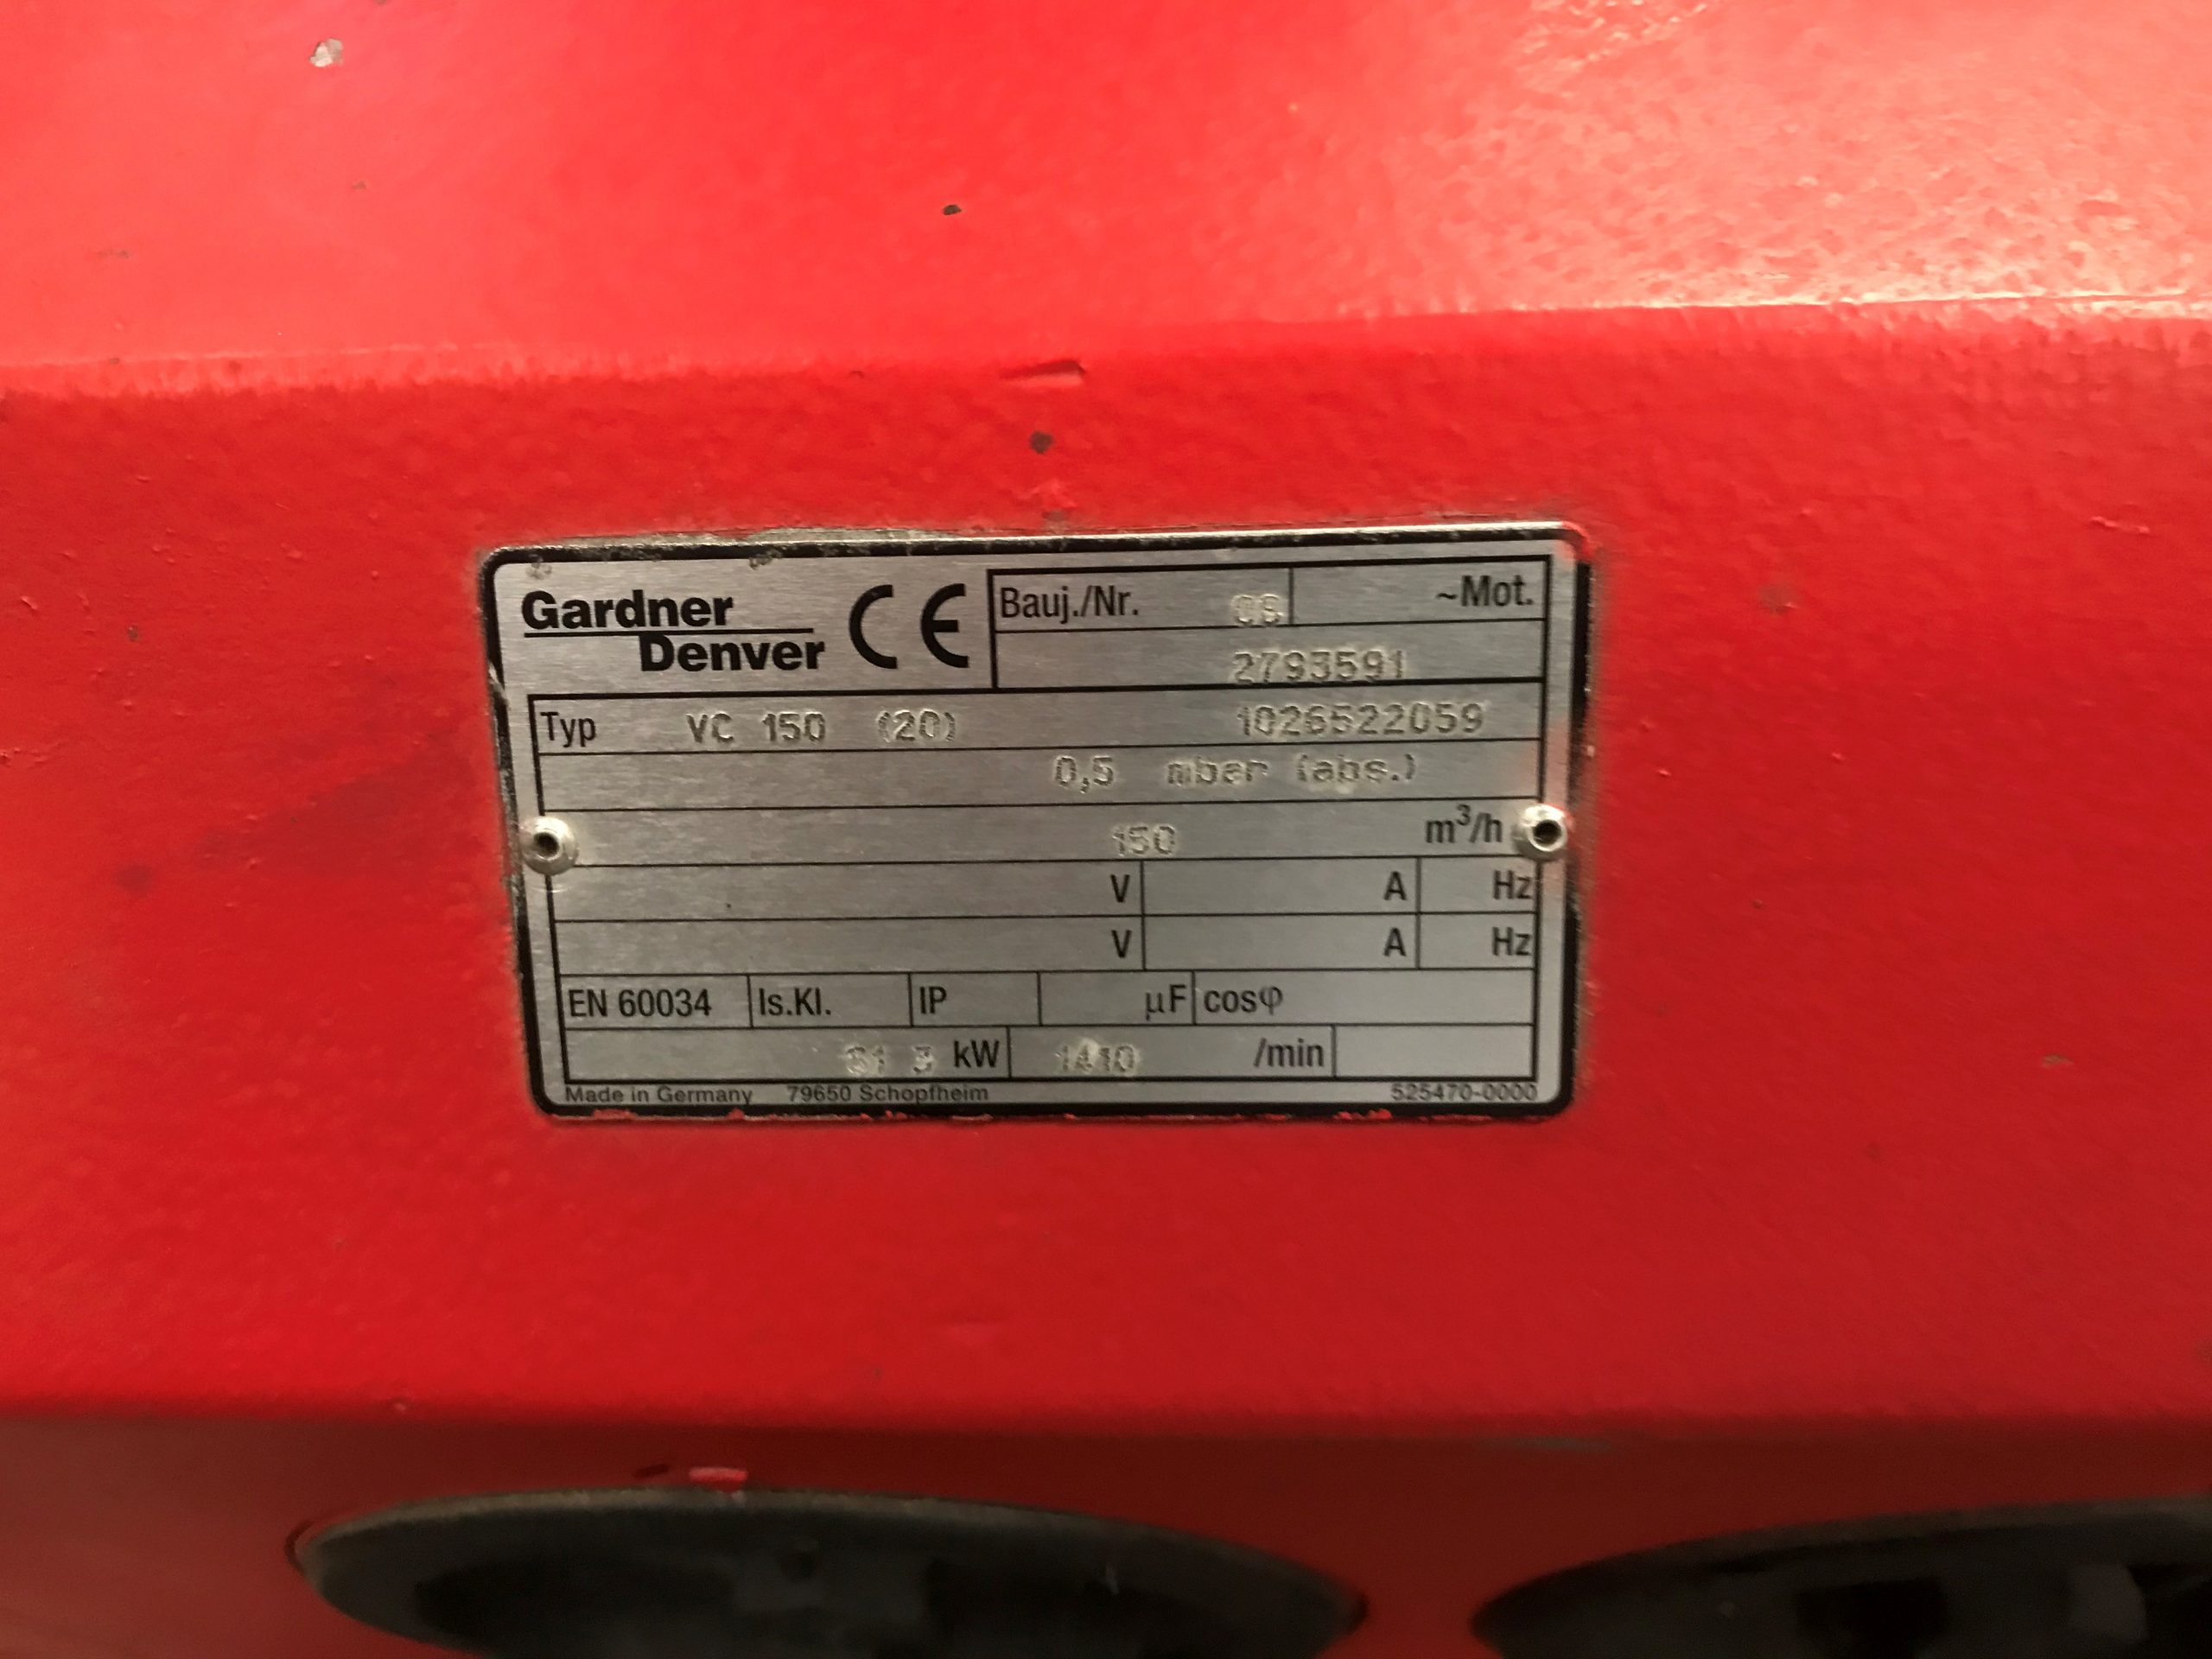 Gardner
Denver
CE
Bauj./Nr. 08 ~Mot.
2793591
Typ VC 150 (20) 1026522059
0,5 mbar (abs.)
150 m³/h
V A Hz
V A Hz
EN 60034 Is.Kl. IP µF cosφ
kW /min
Made in Germany 79650 Schopfheim 525470-0000